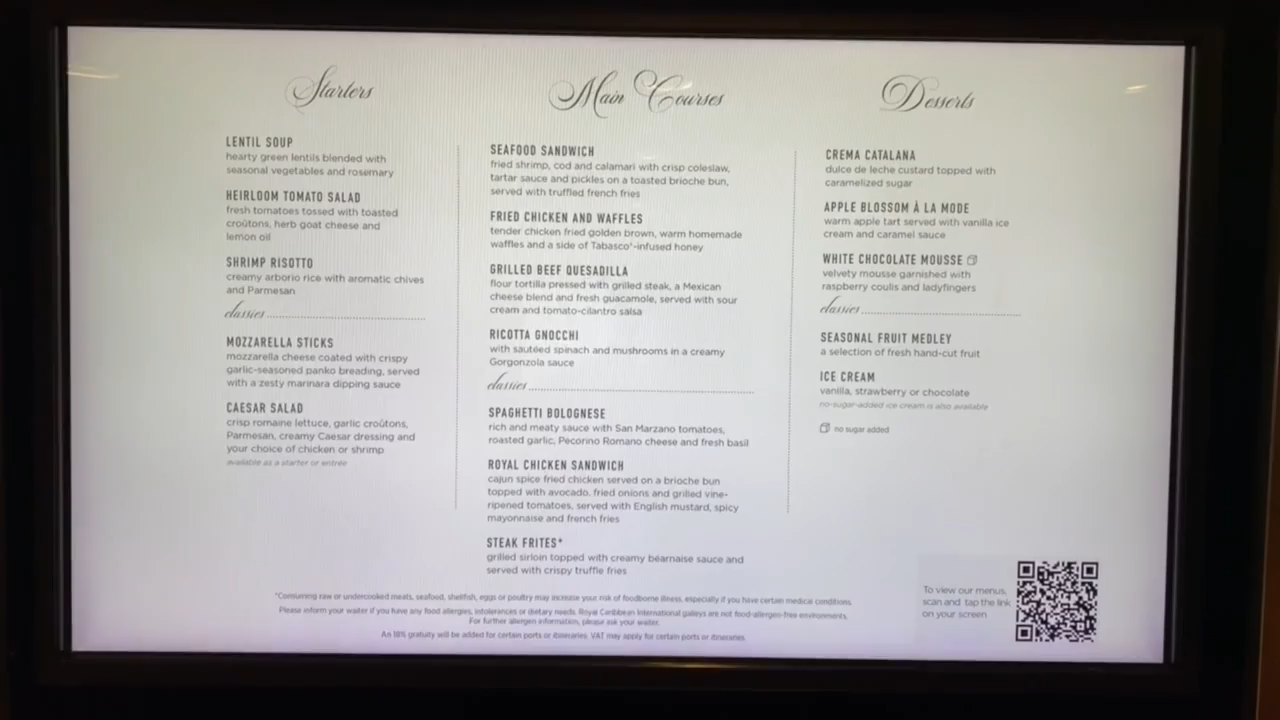 Starters
LENTIL SOUP
hearty green lentils blended with
seasonal vegetables and rosemary
HEIRLOOM TOMATO SALAD
fresh tomatoes tossed with toasted
croûtons, herb goat cheese and
lemon oil
SHRIMP RISOTTO
creamy arborio rice with aromatic chives
and Parmesan
classics
MOZZARELLA STICKS
mozzarella cheese coated with crispy
garlic-seasoned panko breading, served
with a zesty marinara dipping sauce
CAESAR SALAD
crisp romaine lettuce, garlic croûtons,
Parmesan, creamy Caesar dressing and
your choice of chicken or shrimp
available as a starter or entrée
Main Courses
SEAFOOD SANDWICH
fried shrimp, cod and calamari with crisp coleslaw,
tartar sauce and pickles on a toasted brioche bun,
served with truffled french fries
FRIED CHICKEN AND WAFFLES
tender chicken fried golden brown, warm homemade
waffles and a side of Tabasco®-infused honey
GRILLED BEEF QUESADILLA
flour tortilla pressed with grilled steak, a Mexican
cheese blend and fresh guacamole, served with sour
cream and tomato-cilantro salsa
RICOTTA GNOCCHI
with sautéed spinach and mushrooms in a creamy
Gorgonzola sauce
classics
SPAGHETTI BOLOGNESE
rich and meaty sauce with San Marzano tomatoes,
roasted garlic, Pecorino Romano cheese and fresh basil
ROYAL CHICKEN SANDWICH
cajun spice fried chicken served on a brioche bun
topped with avocado, fried onions and grilled vine-
ripened tomatoes, served with English mustard, spicy
mayonnaise and french fries
STEAK FRITES*
grilled sirloin topped with creamy béarnaise sauce and
served with crispy truffle fries
Desserts
CREMA CATALANA
dulce de leche custard topped with
caramelized sugar
APPLE BLOSSOM À LA MODE
warm apple tart served with vanilla ice
cream and caramel sauce
WHITE CHOCOLATE MOUSSE
velvety mousse garnished with
raspberry coulis and ladyfingers
classics
SEASONAL FRUIT MEDLEY
a selection of fresh hand-cut fruit
ICE CREAM
vanilla, strawberry or chocolate
no-sugar-added ice cream is also available
no sugar added
*Consuming raw or undercooked meats, seafood, shellfish, eggs or poultry may increase your risk of foodborne illness, especially if you have certain medical conditions.
Please inform your waiter if you have any food allergies, intolerances or dietary needs. Royal Caribbean International galleys are not food-allergen-free environments.
For further allergen information, please ask your waiter.
An 18% gratuity will be added for certain ports or itineraries. VAT may apply for certain ports or itineraries.
To view our menus,
scan and tap the link
on your screen